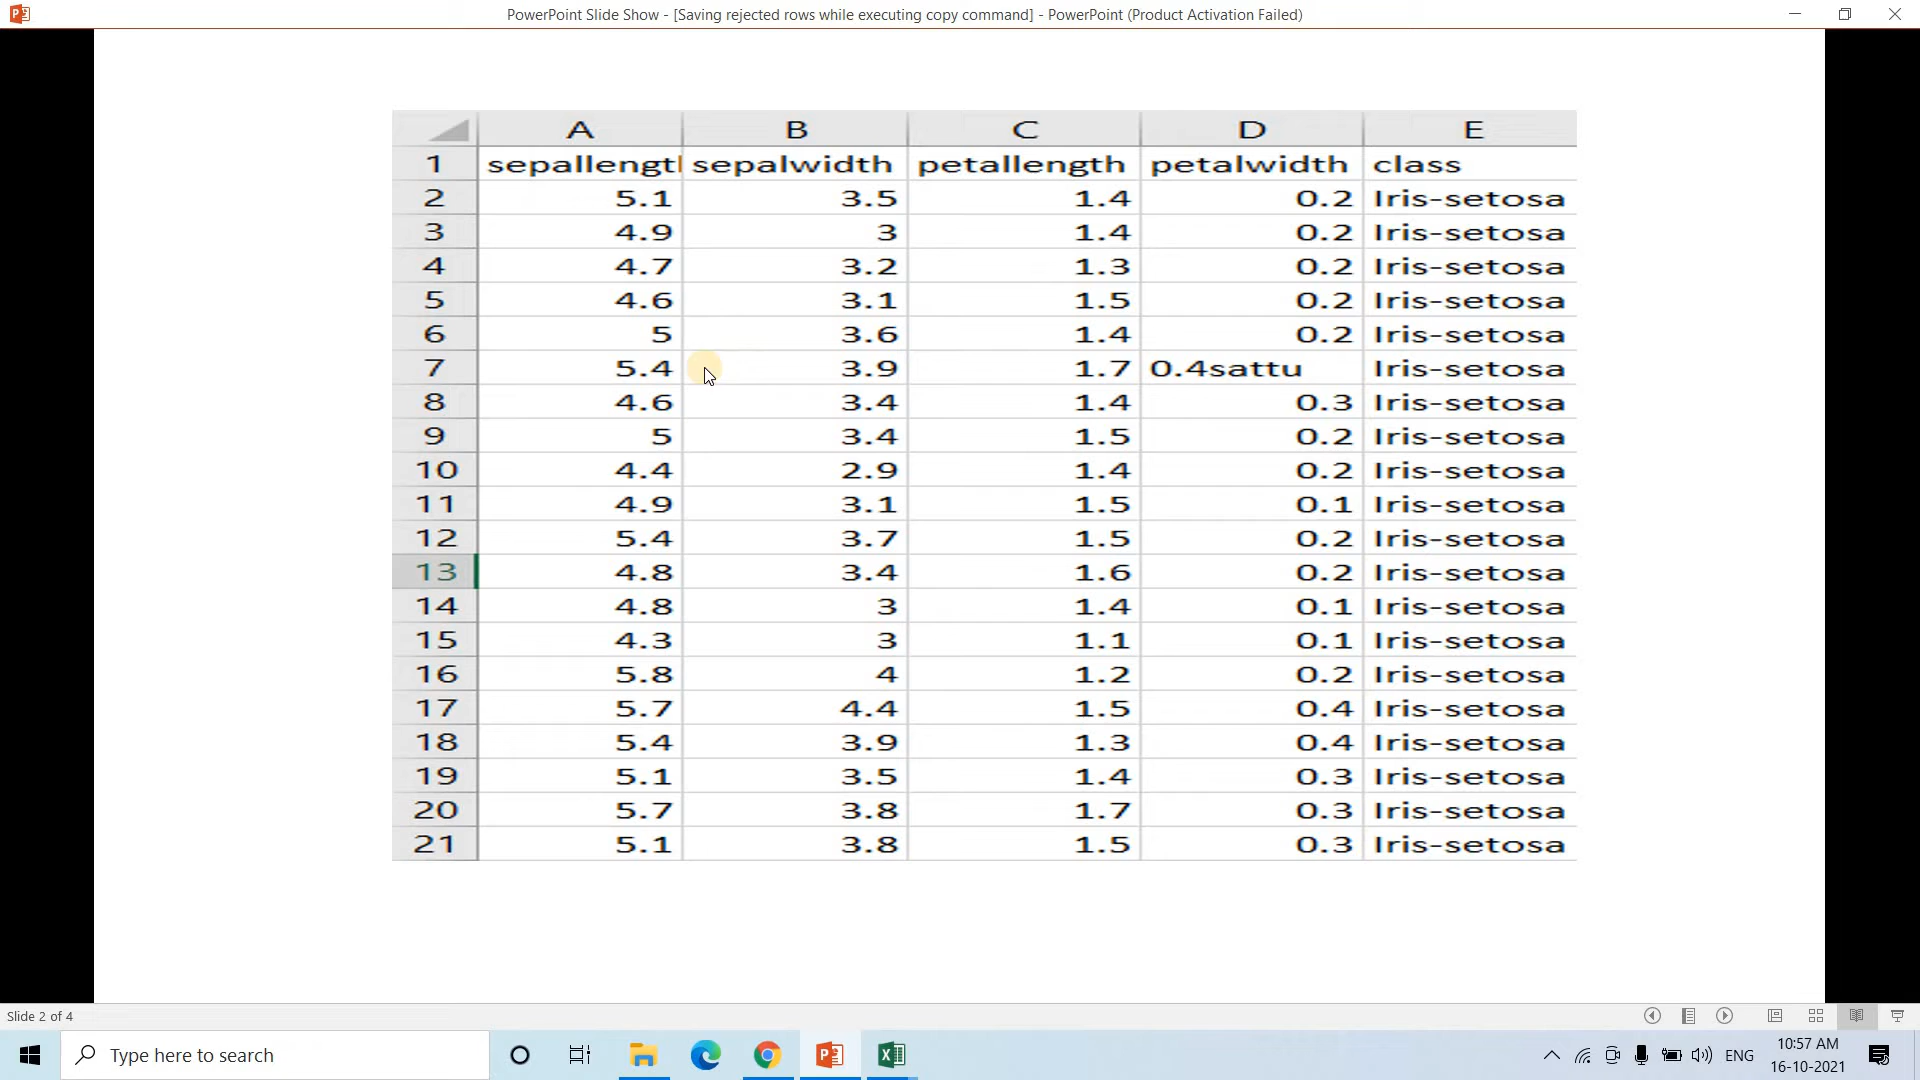 PowerPoint Slide Show - [Saving rejected rows while executing copy command] - PowerPoint (Product Activation Failed)
A B C D E
1 sepallengt sepalwidth petallength petalwidth class
2 5.1 3.5 1.4 0.2 Iris-setosa
3 4.9 3 1.4 0.2 Iris-setosa
4 4.7 3.2 1.3 0.2 Iris-setosa
5 4.6 3.1 1.5 0.2 Iris-setosa
6 5 3.6 1.4 0.2 Iris-setosa
7 5.4 3.9 1.7 0.4sattu Iris-setosa
8 4.6 3.4 1.4 0.3 Iris-setosa
9 5 3.4 1.5 0.2 Iris-setosa
10 4.4 2.9 1.4 0.2 Iris-setosa
11 4.9 3.1 1.5 0.1 Iris-setosa
12 5.4 3.7 1.5 0.2 Iris-setosa
13 4.8 3.4 1.6 0.2 Iris-setosa
14 4.8 3 1.4 0.1 Iris-setosa
15 4.3 3 1.1 0.1 Iris-setosa
16 5.8 4 1.2 0.2 Iris-setosa
17 5.7 4.4 1.5 0.4 Iris-setosa
18 5.4 3.9 1.3 0.4 Iris-setosa
19 5.1 3.5 1.4 0.3 Iris-setosa
20 5.7 3.8 1.7 0.3 Iris-setosa
21 5.1 3.8 1.5 0.3 Iris-setosa
Slide 2 of 4
Type here to search
ENG
10:57 AM
16-10-2021